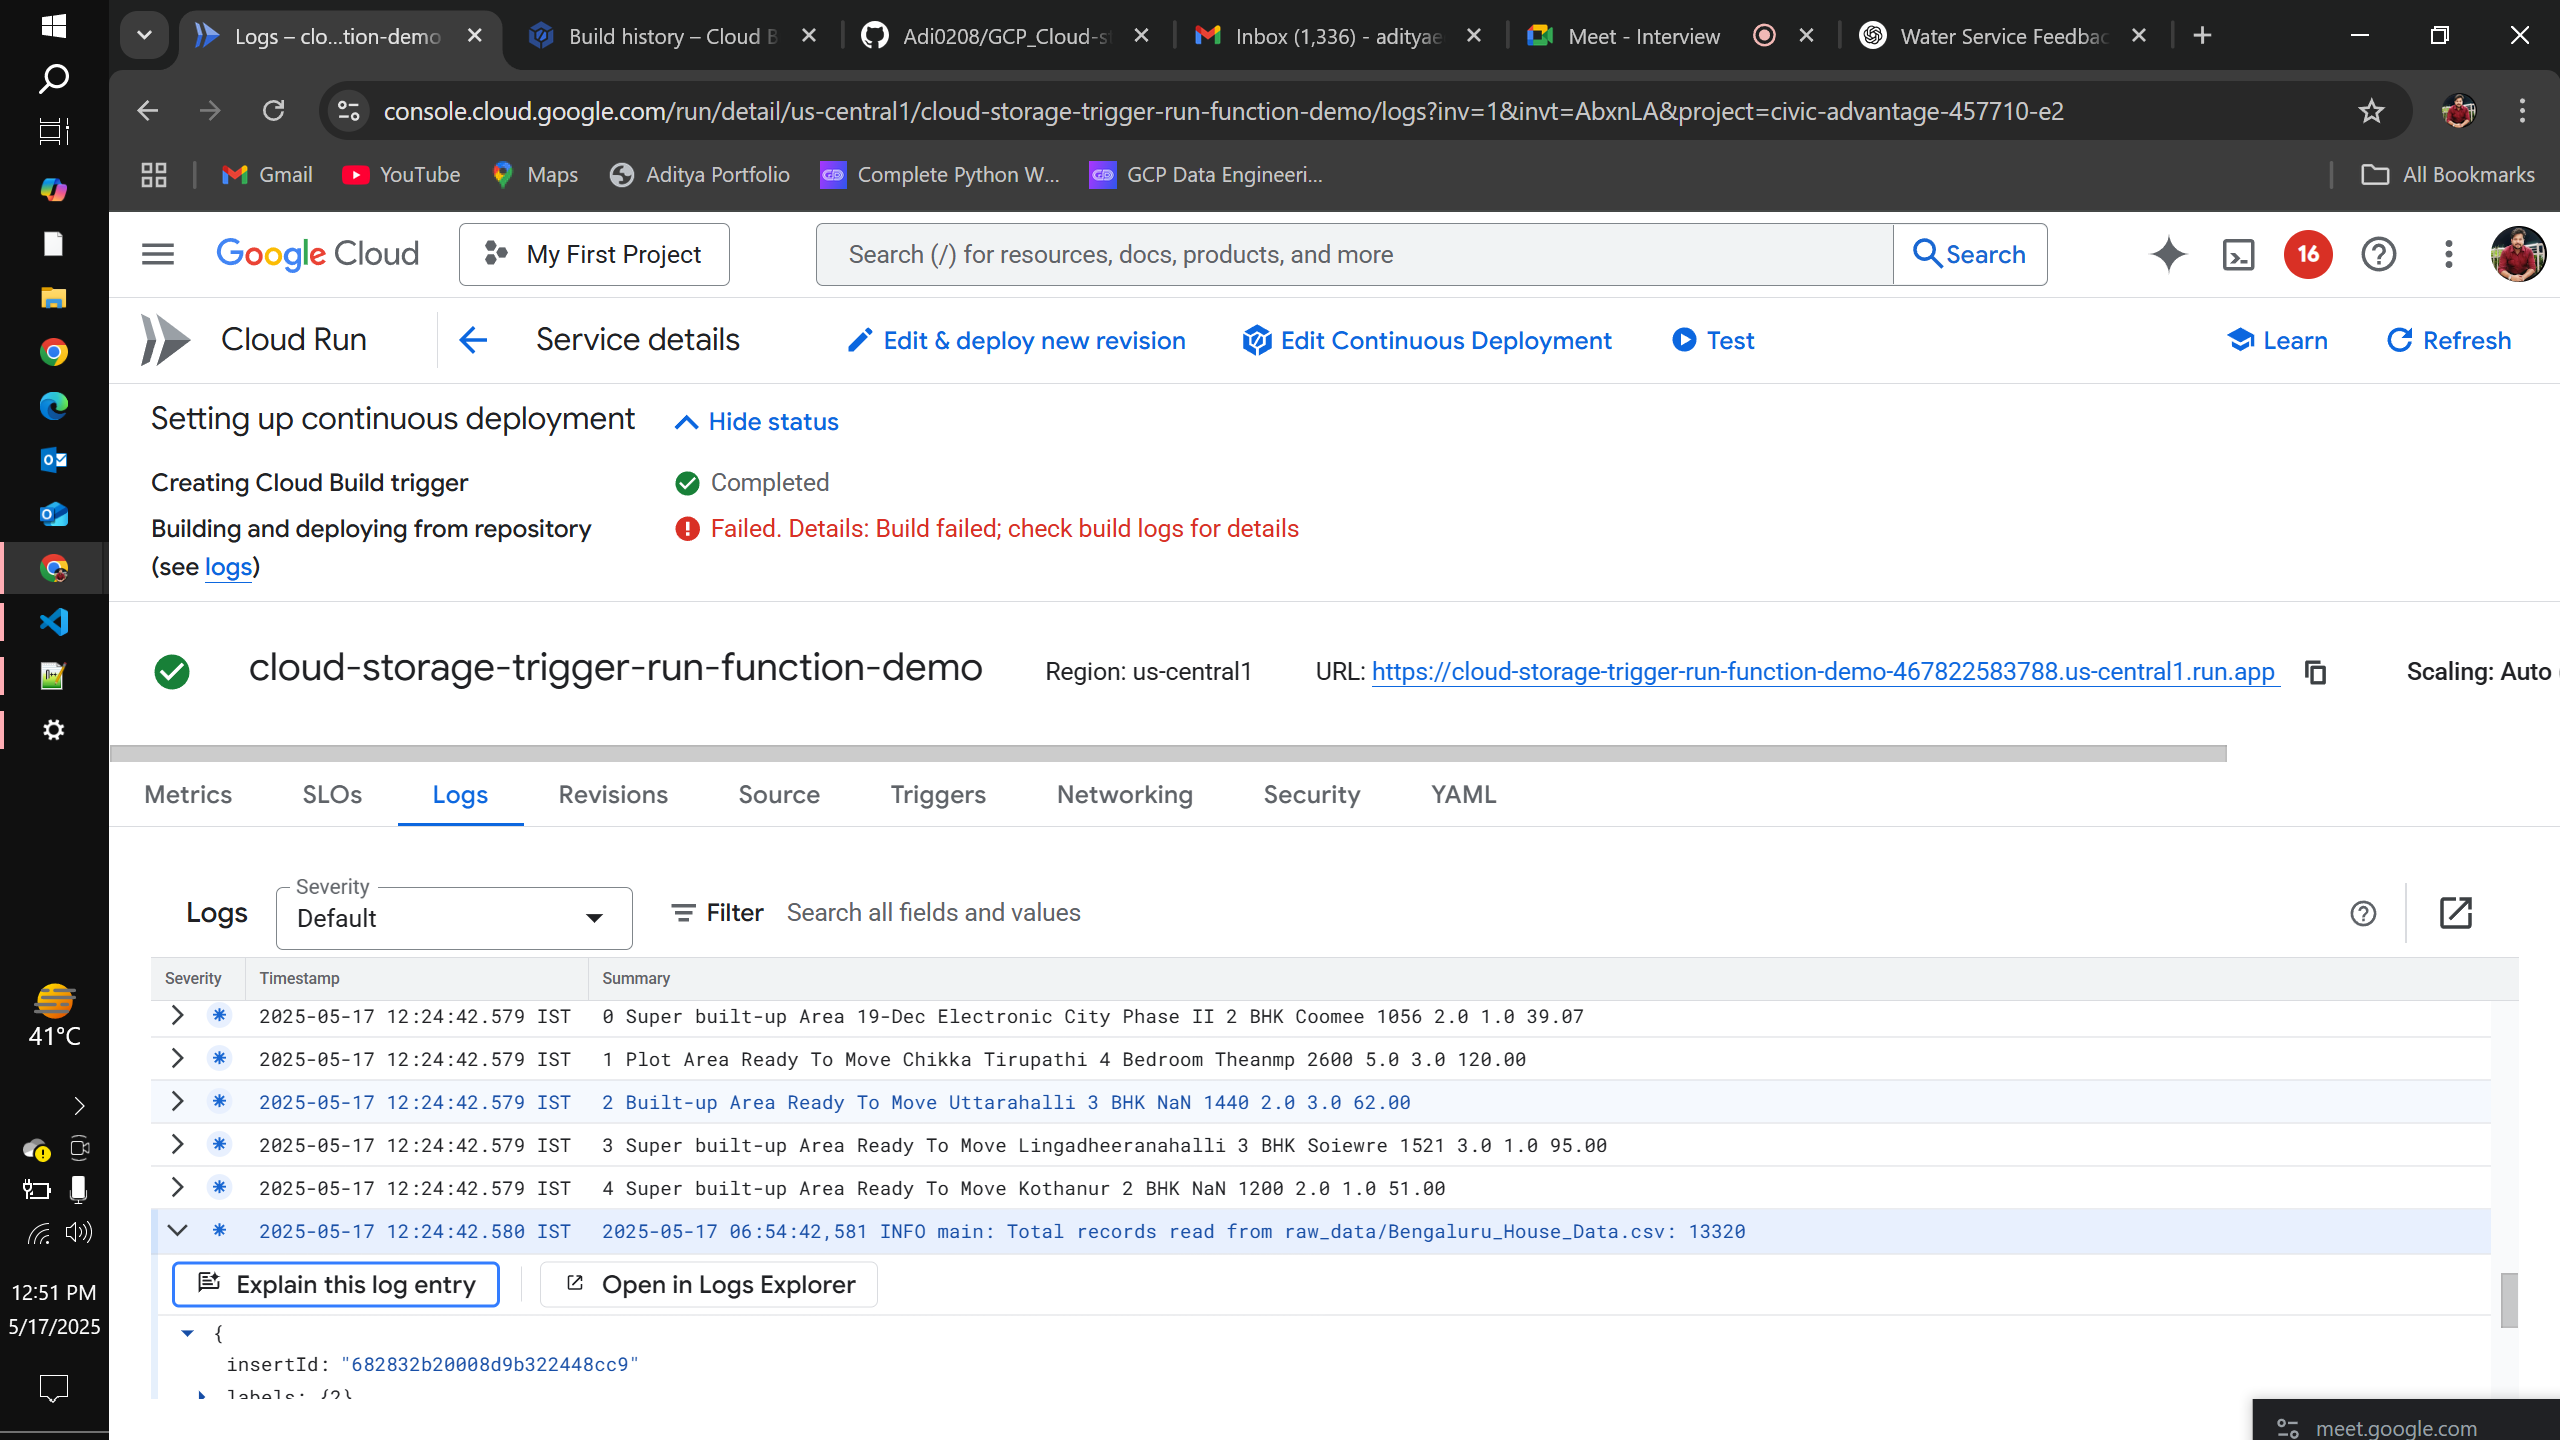 Logs – clo...tion-demo
Build history – Cloud B
Adi0208/GCP_Cloud-st
Inbox (1,336) - adityae
Meet - Interview
Water Service Feedbac
console.cloud.google.com/run/detail/us-central1/cloud-storage-trigger-run-function-demo/logs?inv=1&invt=AbxnLA&project=civic-advantage-457710-e2
Gmail
YouTube
Maps
Aditya Portfolio
Complete Python W...
GCP Data Engineeri...
All Bookmarks
Google Cloud
My First Project
Search (/) for resources, docs, products, and more
Search
16
Cloud Run
Service details
Edit & deploy new revision
Edit Continuous Deployment
Test
Learn
Refresh
Setting up continuous deployment
Hide status
Creating Cloud Build trigger
Completed
Building and deploying from repository
(see logs)
Failed. Details: Build failed; check build logs for details
cloud-storage-trigger-run-function-demo
Region: us-central1
URL: https://cloud-storage-trigger-run-function-demo-467822583788.us-central1.run.app
Scaling: Auto (
Metrics
SLOs
Logs
Revisions
Source
Triggers
Networking
Security
YAML
Logs
Severity
Default
Filter
Search all fields and values
Severity
Timestamp
Summary
2025-05-17 12:24:42.579 IST 0 Super built-up Area 19-Dec Electronic City Phase II 2 BHK Coomee 1056 2.0 1.0 39.07
2025-05-17 12:24:42.579 IST 1 Plot Area Ready To Move Chikka Tirupathi 4 Bedroom Theanmp 2600 5.0 3.0 120.00
2025-05-17 12:24:42.579 IST 2 Built-up Area Ready To Move Uttarahalli 3 BHK NaN 1440 2.0 3.0 62.00
2025-05-17 12:24:42.579 IST 3 Super built-up Area Ready To Move Lingadheeranahalli 3 BHK Soiewre 1521 3.0 1.0 95.00
2025-05-17 12:24:42.579 IST 4 Super built-up Area Ready To Move Kothanur 2 BHK NaN 1200 2.0 1.0 51.00
2025-05-17 12:24:42.580 IST 2025-05-17 06:54:42,581 INFO main: Total records read from raw_data/Bengaluru_House_Data.csv: 13320
Explain this log entry
Open in Logs Explorer
{
insertId: "682832b20008d9b322448cc9"
labels: {2}
41°C
12:51 PM
5/17/2025
meet.google.com